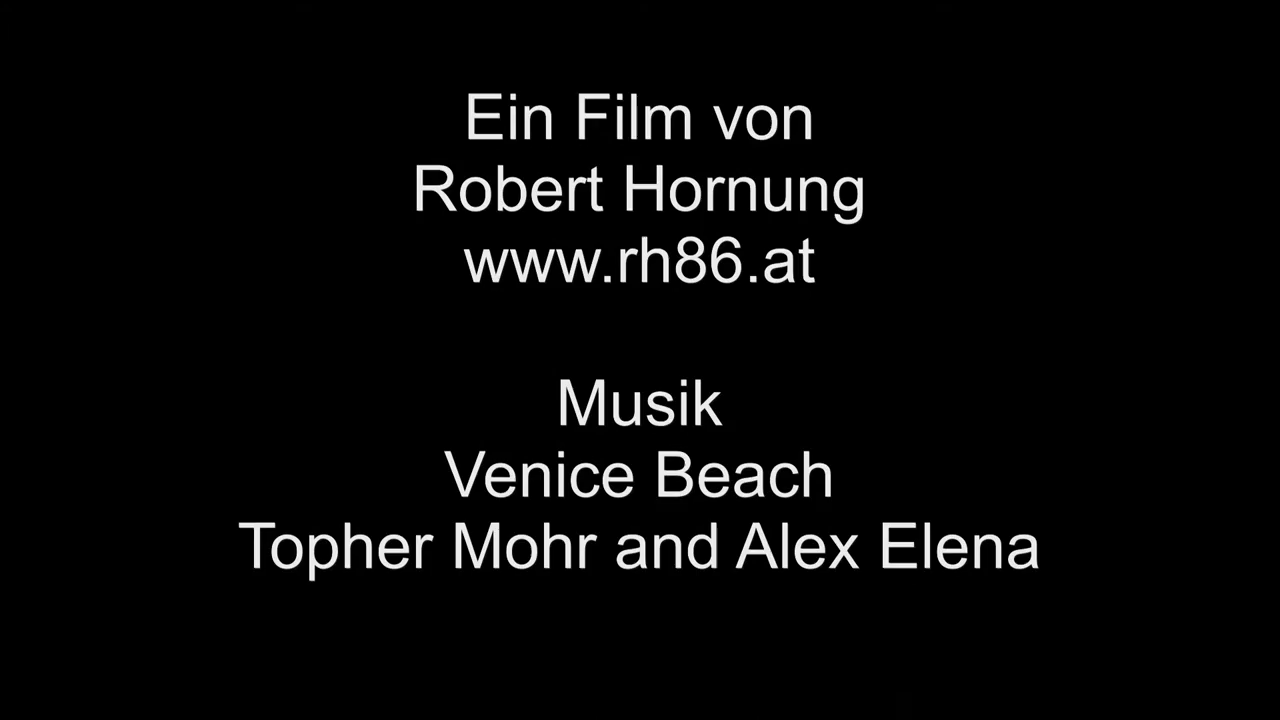 Ein Film von
Robert Hornung
www.rh86.at
Musik
Venice Beach
Topher Mohr and Alex Elena